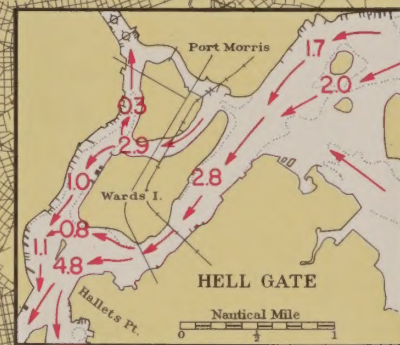 1.7
Port Morris
2.0
0.3
2.9
2.8
1.0
Wards I.
0.8
1.1
4.8
HELL GATE
Hallets Pt.
Nautical Mile
0 ½ 1